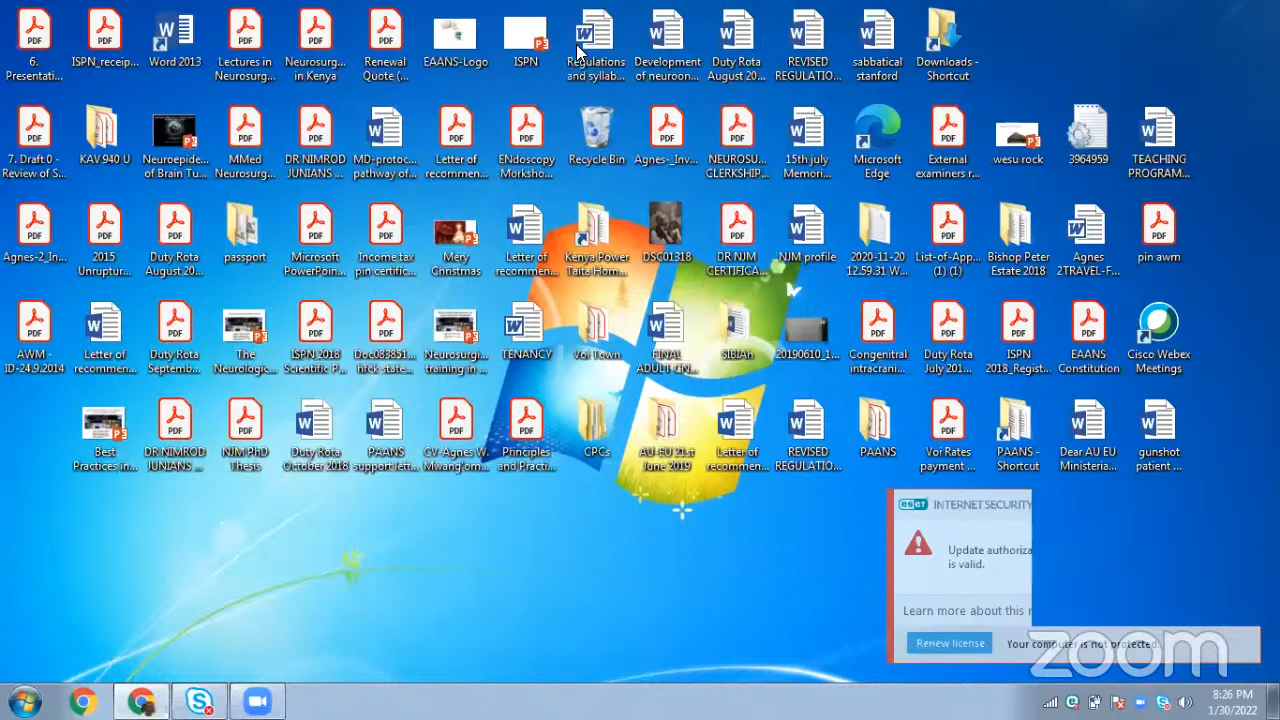 6.
Presentati...
ISPN_receip...
Word 2013
Lectures in
Neurosurg...
Neurosurg...
in Kenya
Renewal
Quote (...
EAANS-Logo
ISPN
Regulations
and syllab...
Development
of neuroon...
Duty Rota
August 20...
REVISED
REGULATIO...
sabbatical
stanford
Downloads -
Shortcut
7. Draft 0 -
Review of S...
KAV 940 U
Neuroepide...
of Brain Tu...
MMed
Neurosurg...
DR NIMROD
JUNIANS ...
MD-protoc...
pathway of...
Letter of
recommen...
ENdoscopy
Morksho...
Recycle Bin
Agnes-_Inv...
NEUROSU...
CLERKSHIP...
15th july
Memori...
Microsoft
Edge
External
examiners r...
wesu rock
3964959
TEACHING
PROGRAM...
Agnes-2_In...
2015
Unruptur...
Duty Rota
August 20...
passport
Microsoft
PowerPoin...
Income tax
pin certific...
Mery
Christmas
Letter of
recommen...
Kenya Power
Taita Hom...
DSC01318
DR NJM
CERTIFICA...
NJM profile
2020-11-20
12.59.31 W...
List-of-App...
(1) (1)
Bishop Peter
Estate 2018
Agnes
2TRAVEL-F...
pin awm
AWM -
ID-24.9.2014
Letter of
recommen...
Duty Rota
Septemb...
The
Neurologic...
ISPN 2018
Scientific P...
Doc083851...
hfck state...
Neurosurgi...
training in ...
TENANCY
Voi Town
FINAL
ADULT ON...
SIBIAH
20190610_1...
Congenitral
intracrani...
Duty Rota
July 201...
ISPN
2018_Regist...
EAANS
Constitution
Cisco Webex
Meetings
Best
Practices in...
DR NIMROD
JUNIANS ...
NJM PhD
Thesis
Duty Rota
October 2018
PAANS
support lett...
CV-Agnes W.
Mwang'om...
Principles
and Practi...
CPCs
AU-EU 21st
June 2019
Letter of
recommen...
REVISED
REGULATIO...
PAANS
Voi Rates
payment ...
PAANS -
Shortcut
Dear AU EU
Ministeria...
gunshot
patient ...
eset INTERNET SECURITY
Update authoriza
is valid.
Learn more about this
Renew license
Your computer is not protected.
zoom
8:26 PM
1/30/2022